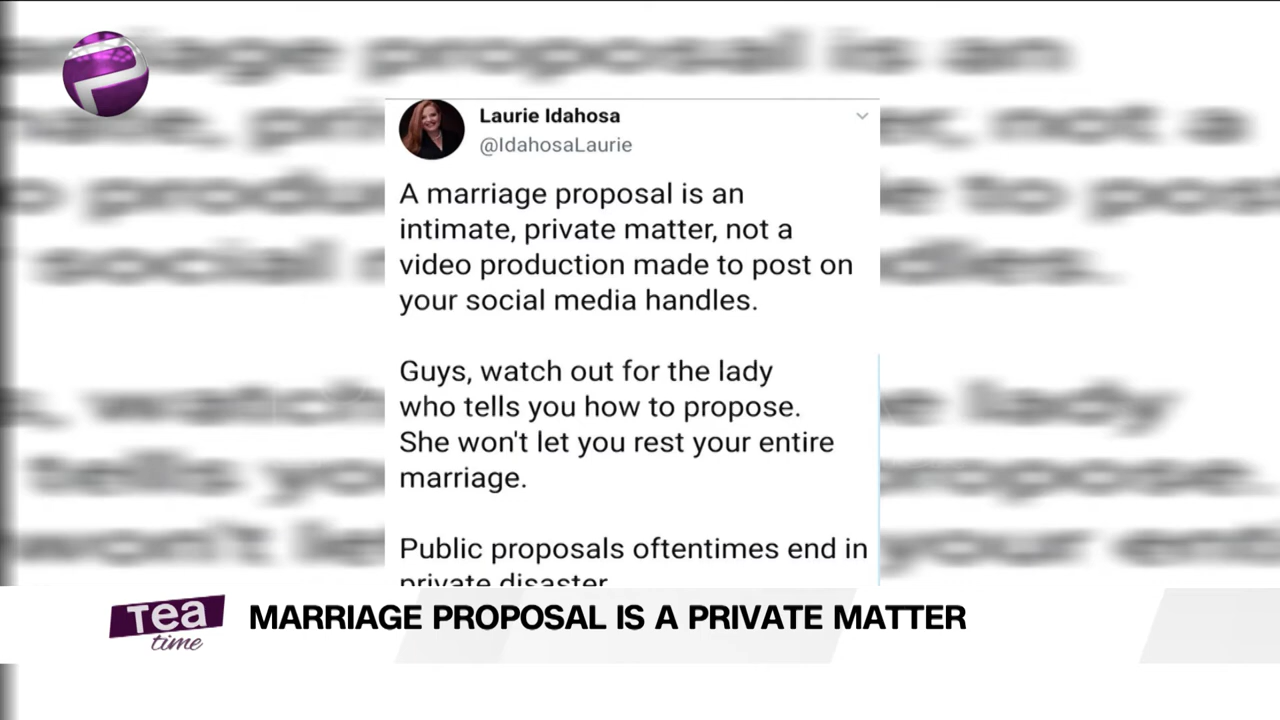 Laurie Idahosa
@IdahosaLaurie
A marriage proposal is an
intimate, private matter, not a
video production made to post on
your social media handles.
Guys, watch out for the lady
who tells you how to propose.
She won't let you rest your entire
marriage.
Public proposals oftentimes end in
private disaster
Tea
time
MARRIAGE PROPOSAL IS A PRIVATE MATTER